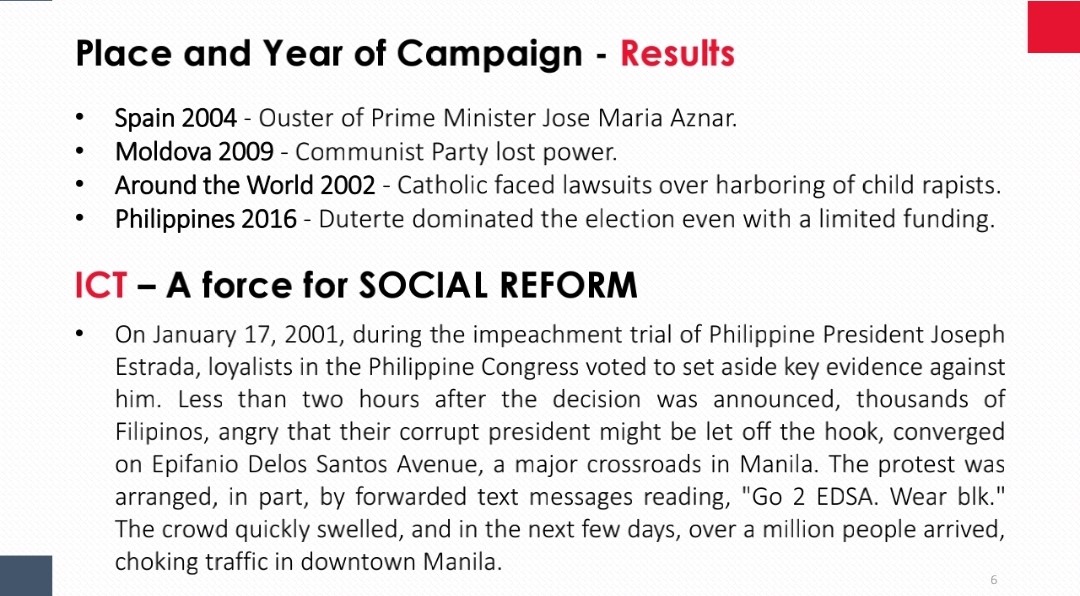 Place and Year of Campaign - Results
• Spain 2004 - Ouster of Prime Minister Jose Maria Aznar.
• Moldova 2009 - Communist Party lost power.
• Around the World 2002 - Catholic faced lawsuits over harboring of child rapists.
• Philippines 2016 - Duterte dominated the election even with a limited funding.
ICT – A force for SOCIAL REFORM
• On January 17, 2001, during the impeachment trial of Philippine President Joseph
Estrada, loyalists in the Philippine Congress voted to set aside key evidence against
him. Less than two hours after the decision was announced, thousands of
Filipinos, angry that their corrupt president might be let off the hook, converged
on Epifanio Delos Santos Avenue, a major crossroads in Manila. The protest was
arranged, in part, by forwarded text messages reading, "Go 2 EDSA. Wear blk."
The crowd quickly swelled, and in the next few days, over a million people arrived,
choking traffic in downtown Manila.
6